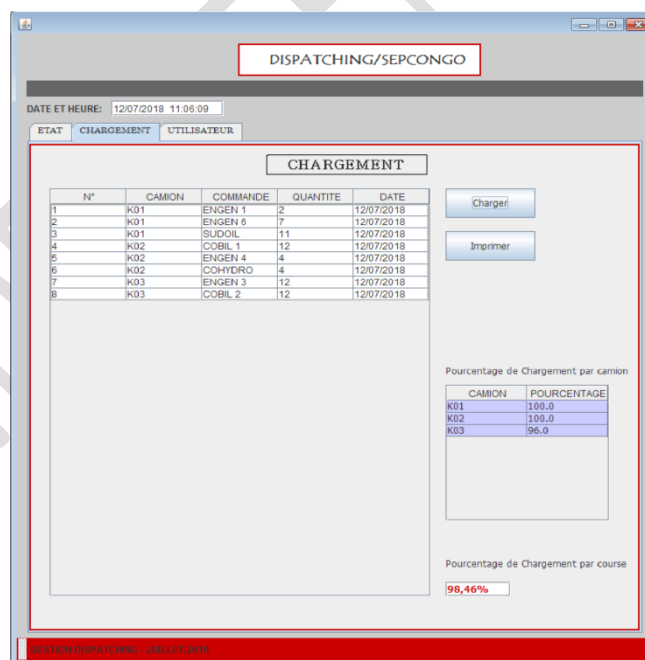 DISPATCHING/SEPCONGO
DATE ET HEURE: 12/07/2018 11:06:09
ETAT CHARGEMENT UTILISATEUR
CHARGEMENT
N° CAMION COMMANDE QUANTITE DATE
1 K01 ENGEN 1 2 12/07/2018
2 K01 ENGEN 6 7 12/07/2018
3 K01 SUDOIL 11 12/07/2018
4 K02 COBIL 1 12 12/07/2018
5 K02 ENGEN 4 4 12/07/2018
6 K02 COHYDRO 4 12/07/2018
7 K03 ENGEN 3 12 12/07/2018
8 K03 COBIL 2 12 12/07/2018
Charger
Imprimer
Pourcentage de Chargement par camion
CAMION POURCENTAGE
K01 100.0
K02 100.0
K03 96.0
Pourcentage de Chargement par course
98,46%
GESTION DISPATCHING - JUILLET 2018